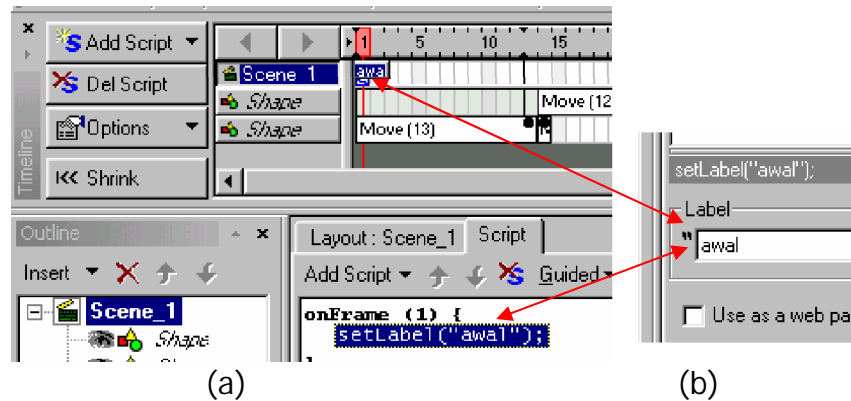 Add Script
1 5 10 15
Scene 1 awal
Del Script
Shape Move (12
Options
Shape Move (13)
Timeline
Shrink
setLabel("awal");
Label
" awal
Outline
Layout : Scene_1 Script
Insert
Add Script Guided
Scene_1
onFrame (1) {
Use as a web pa
Shape
setLabel("awal");
(a) (b)